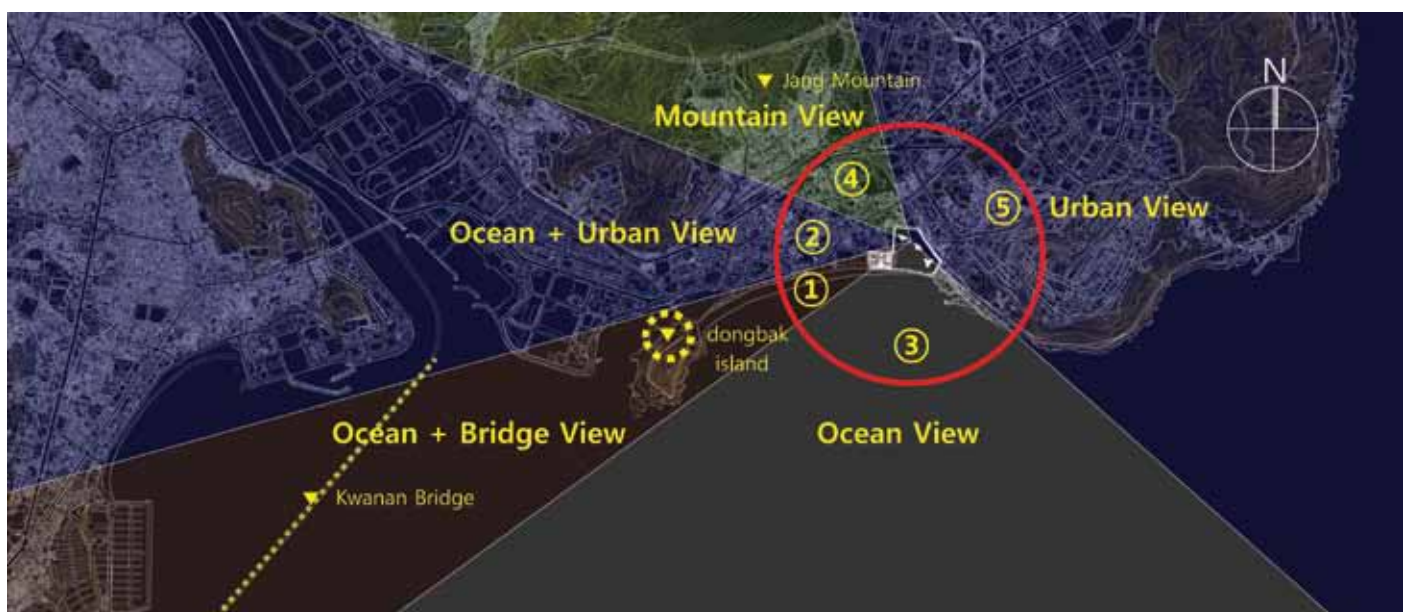 N
Jang Mountain
Mountain View
④
⑤
Urban View
②
Ocean + Urban View
①
dongbak
island
③
Ocean + Bridge View
Ocean View
Kwanan Bridge